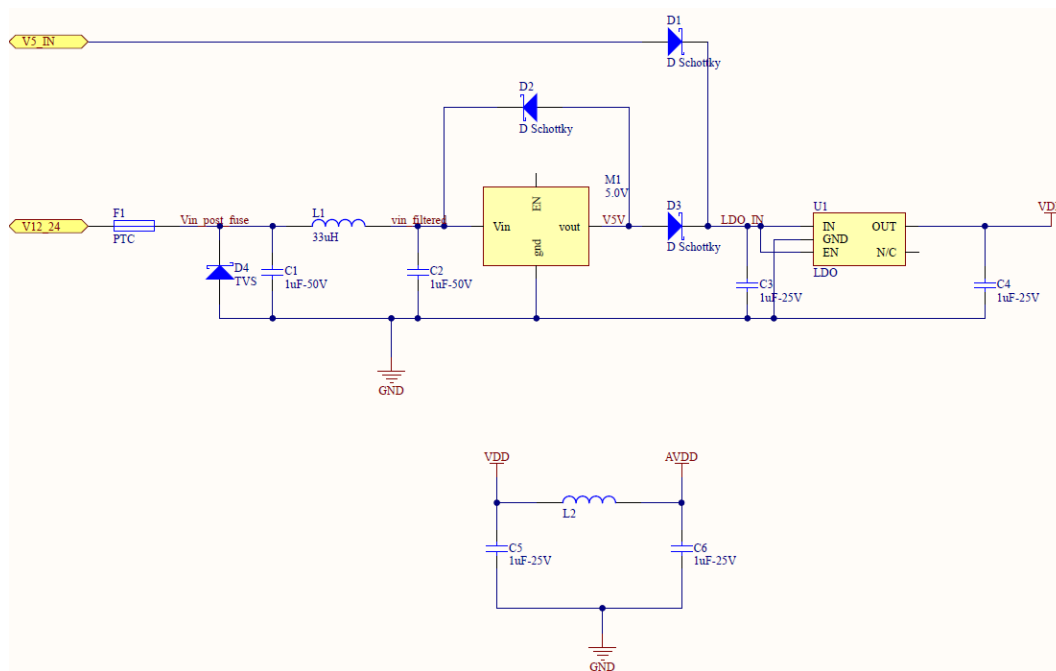 D1
V5_IN
D Schottky
D2
D Schottky
M1
5.0V
EN
V12_24
F1
PTC
Vin_post_fuse
L1
33uH
vin_filtered
Vin
vout
gnd
V5V
D3
D Schottky
LDO_IN
U1
IN
OUT
GND
EN
N/C
LDO
VD
D4
TVS
C1
1uF-50V
C2
1uF-50V
C3
1uF-25V
C4
1uF-25V
GND
VDD
AVDD
L2
C5
1uF-25V
C6
1uF-25V
GND